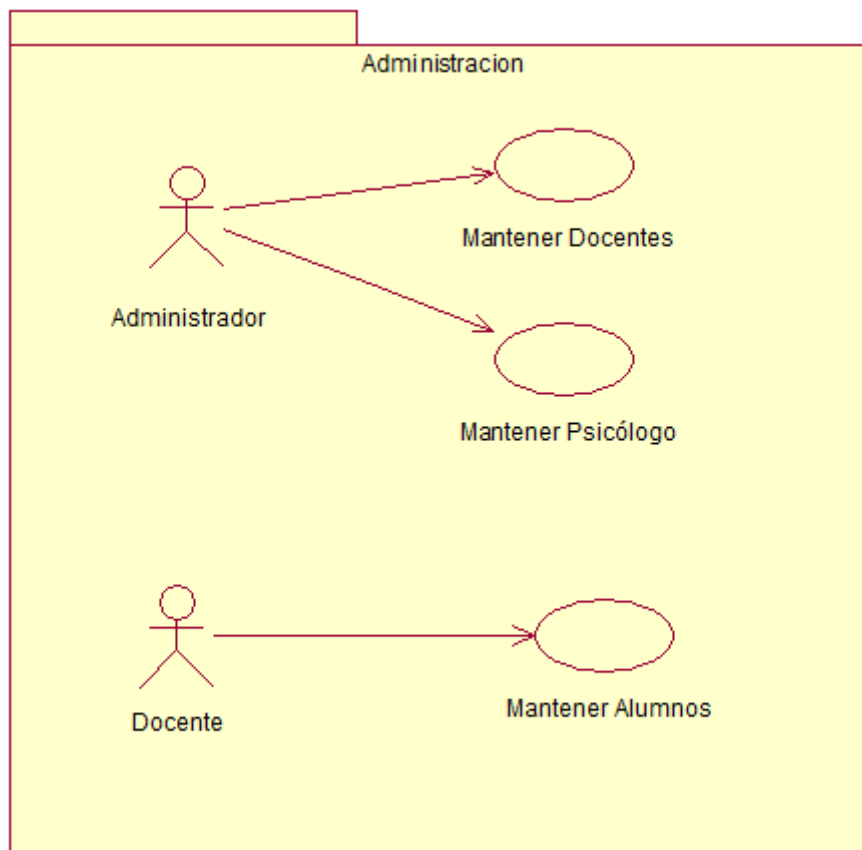 Administracion
Mantener Docentes
Administrador
Mantener Psicólogo
Docente
Mantener Alumnos